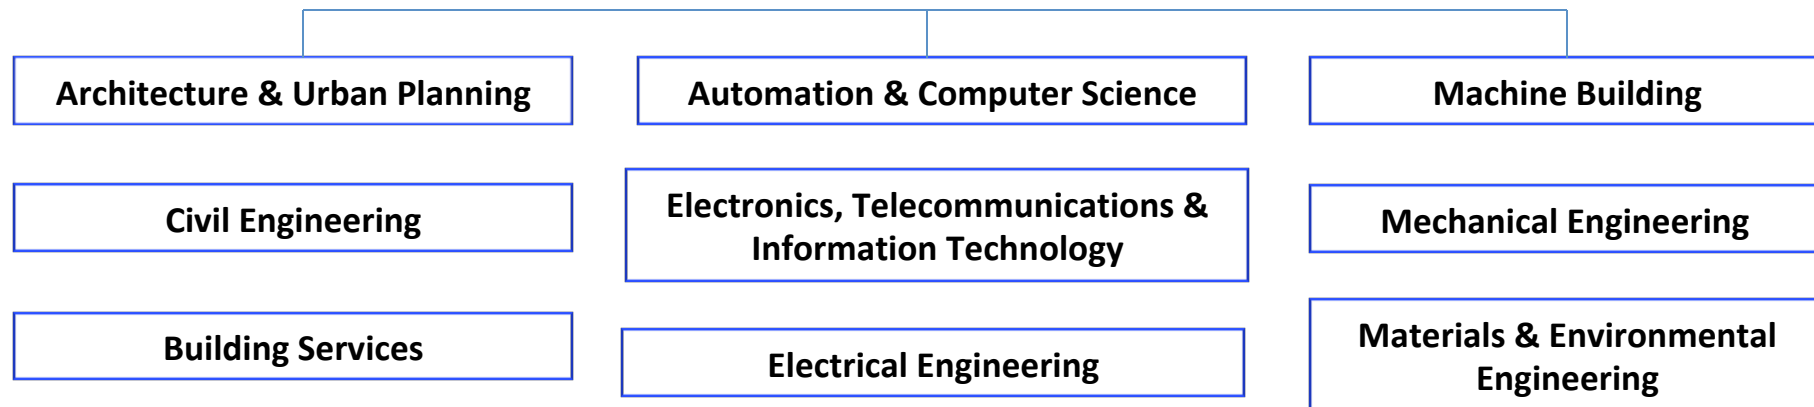 Architecture & Urban Planning
Automation & Computer Science
Machine Building
Civil Engineering
Electronics, Telecommunications &
Information Technology
Mechanical Engineering
Building Services
Electrical Engineering
Materials & Environmental
Engineering